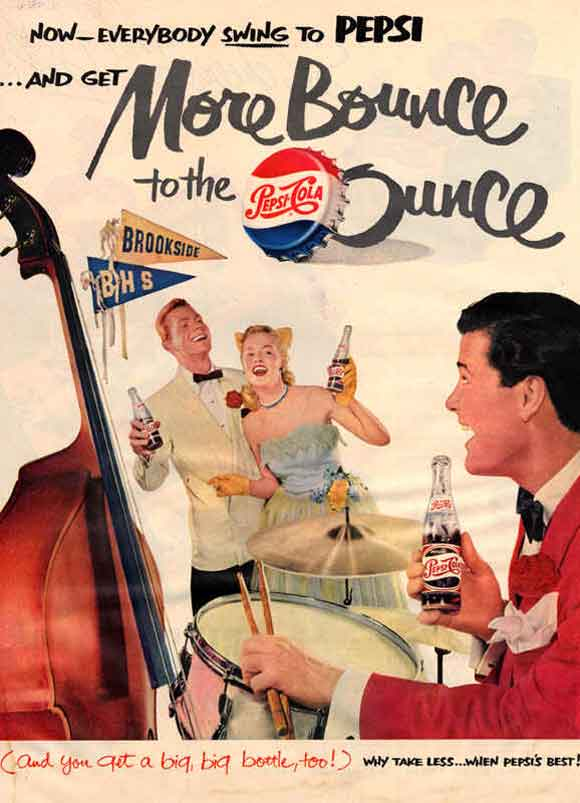 NOW—EVERYBODY SWING TO PEPSI
...AND GET More Bounce
to the Ounce
PEPSI-COLA
BROOKSIDE
BHS
Pepsi-Cola
(and you get a big, big bottle, too!) WHY TAKE LESS...WHEN PEPSI'S BEST!